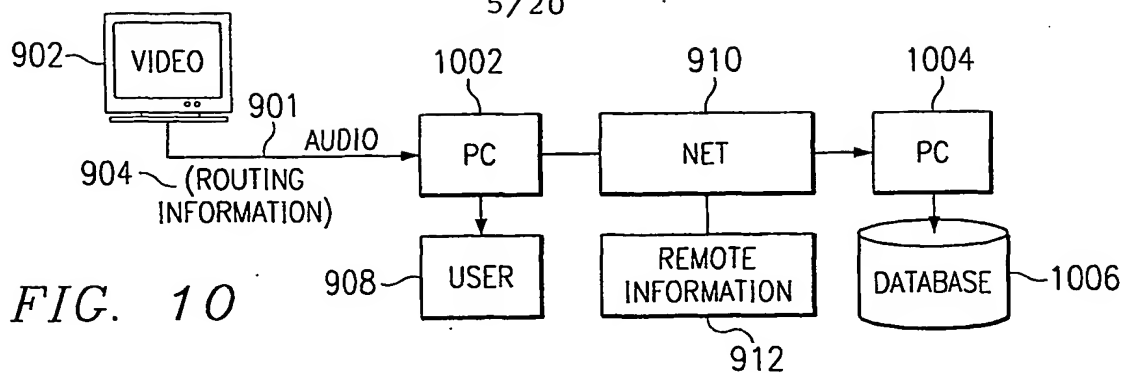 5/20
902
VIDEO
901
AUDIO
904
(ROUTING
INFORMATION)
1002
PC
910
NET
1004
PC
908
USER
REMOTE
INFORMATION
912
DATABASE
1006
FIG. 10